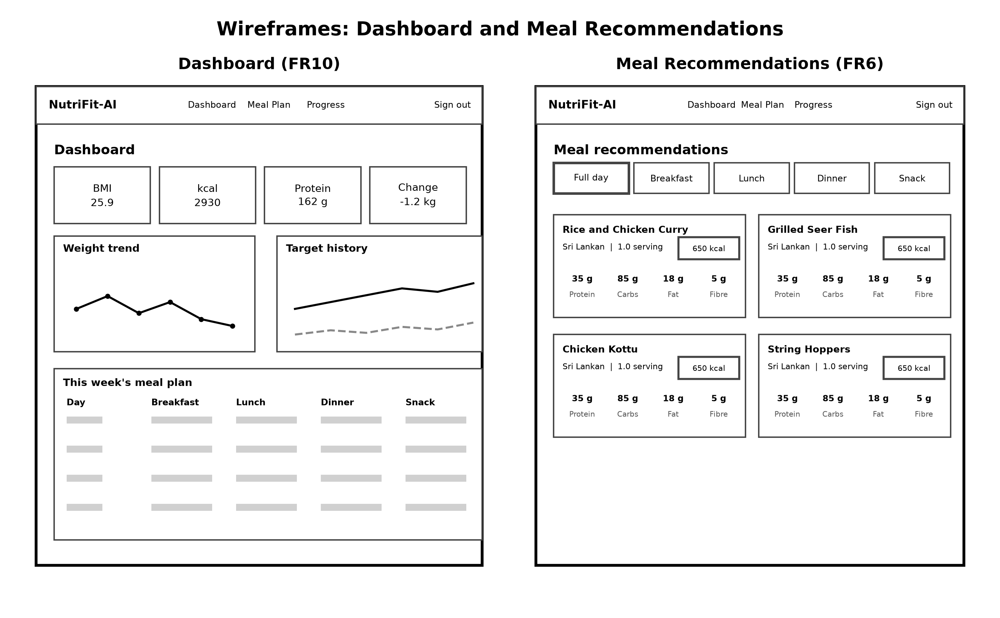 Wireframes: Dashboard and Meal Recommendations
Dashboard (FR10)
NutriFit-AI Dashboard Meal Plan Progress Sign out
Dashboard
BMI
25.9
kcal
2930
Protein
162 g
Change
-1.2 kg
Weight trend
Target history
This week's meal plan
Day Breakfast Lunch Dinner Snack
Meal Recommendations (FR6)
NutriFit-AI Dashboard Meal Plan Progress Sign out
Meal recommendations
Full day Breakfast Lunch Dinner Snack
Rice and Chicken Curry
Sri Lankan | 1.0 serving
650 kcal
35 g 85 g 18 g 5 g
Protein Carbs Fat Fibre
Grilled Seer Fish
Sri Lankan | 1.0 serving
650 kcal
35 g 85 g 18 g 5 g
Protein Carbs Fat Fibre
Chicken Kottu
Sri Lankan | 1.0 serving
650 kcal
35 g 85 g 18 g 5 g
Protein Carbs Fat Fibre
String Hoppers
Sri Lankan | 1.0 serving
650 kcal
35 g 85 g 18 g 5 g
Protein Carbs Fat Fibre